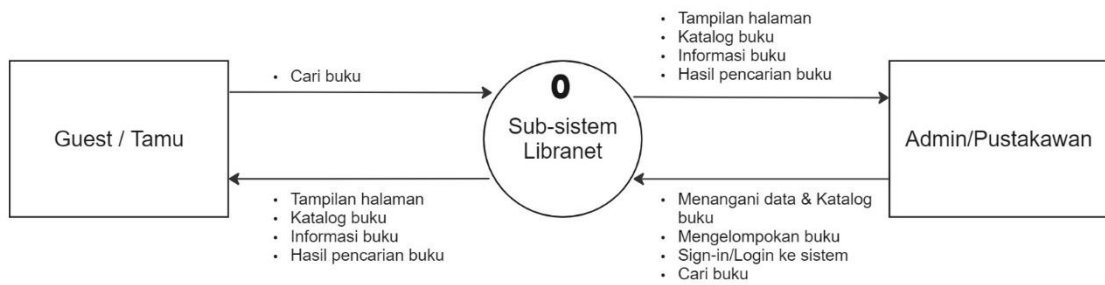 Guest / Tamu
• Cari buku
• Tampilan halaman
• Katalog buku
• Informasi buku
• Hasil pencarian buku
0
Sub-sistem
Libranet
• Tampilan halaman
• Katalog buku
• Informasi buku
• Hasil pencarian buku
• Menangani data & Katalog
buku
• Mengelompokan buku
• Sign-in/Login ke sistem
• Cari buku
Admin/Pustakawan